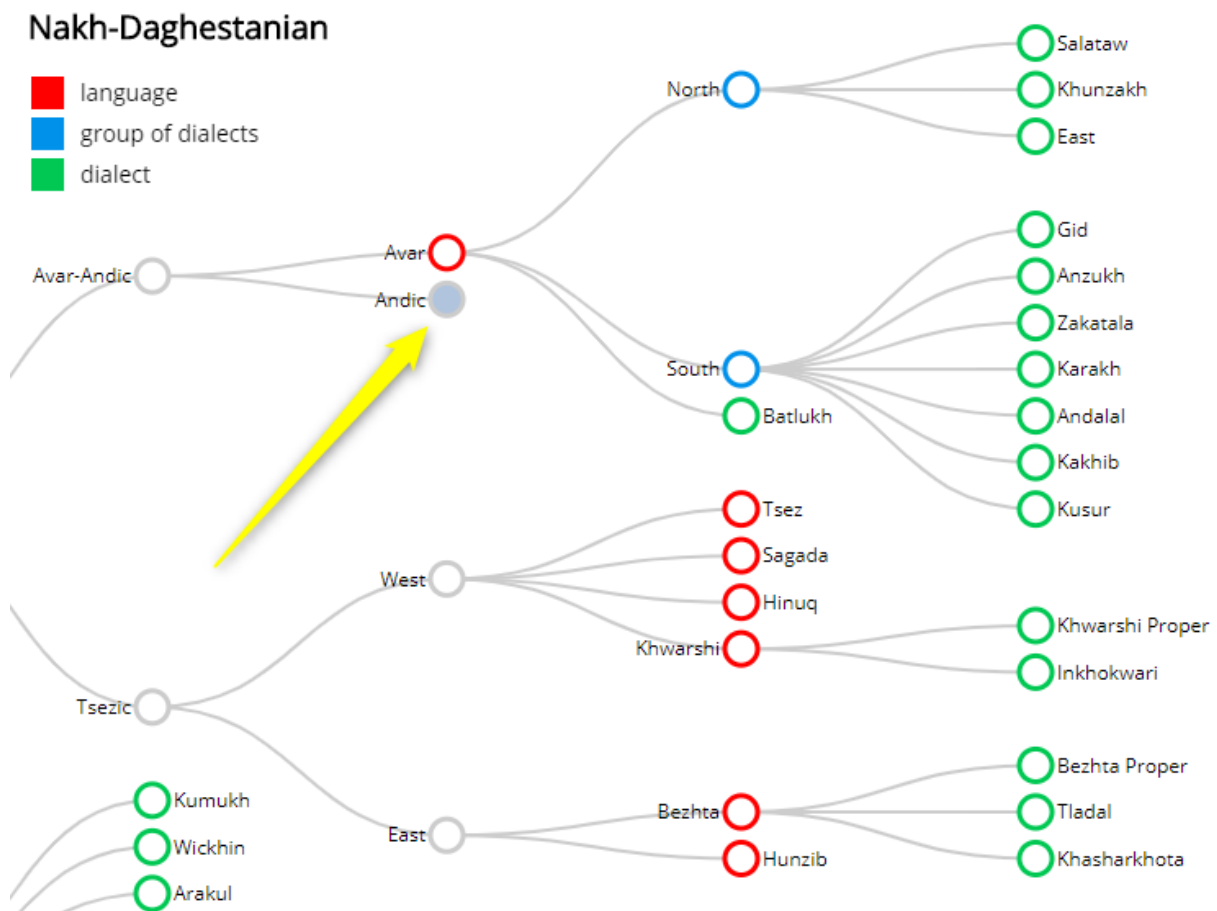 Nakh-Daghestanian
language
group of dialects
dialect
Avar-Andic
Avar
Andic
North
Salataw
Khunzakh
East
South
Batlukh
Gid
Anzukh
Zakatala
Karakh
Andalal
Kakhib
Kusur
Tsezic
West
Tsez
Sagada
Hinuq
Khwarshi
Khwarshi Proper
Inkhokwari
East
Bezhta
Hunzib
Bezhta Proper
Tladal
Khasharkhota
Kumukh
Wickhin
Arakul